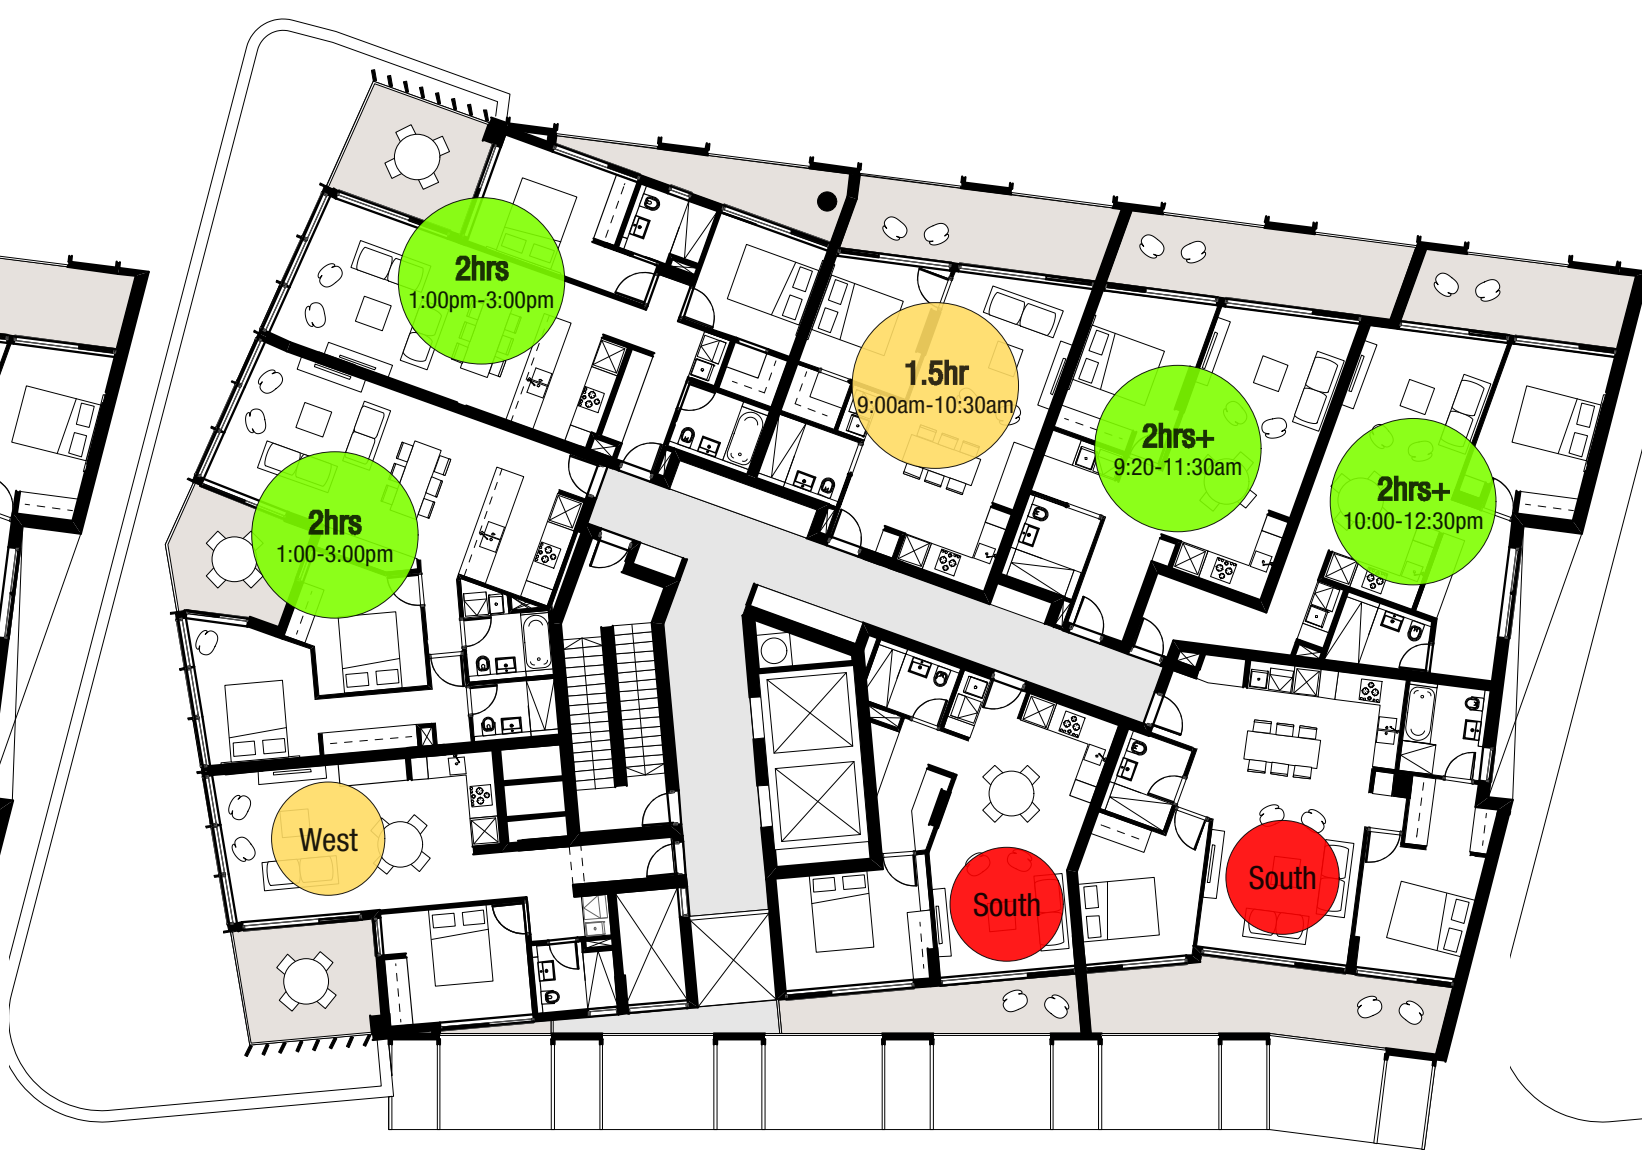 2hrs
1:00pm-3:00pm
1.5hr
9:00am-10:30am
2hrs+
9:20-11:30am
2hrs+
10:00-12:30pm
2hrs
1:00-3:00pm
West
South
South